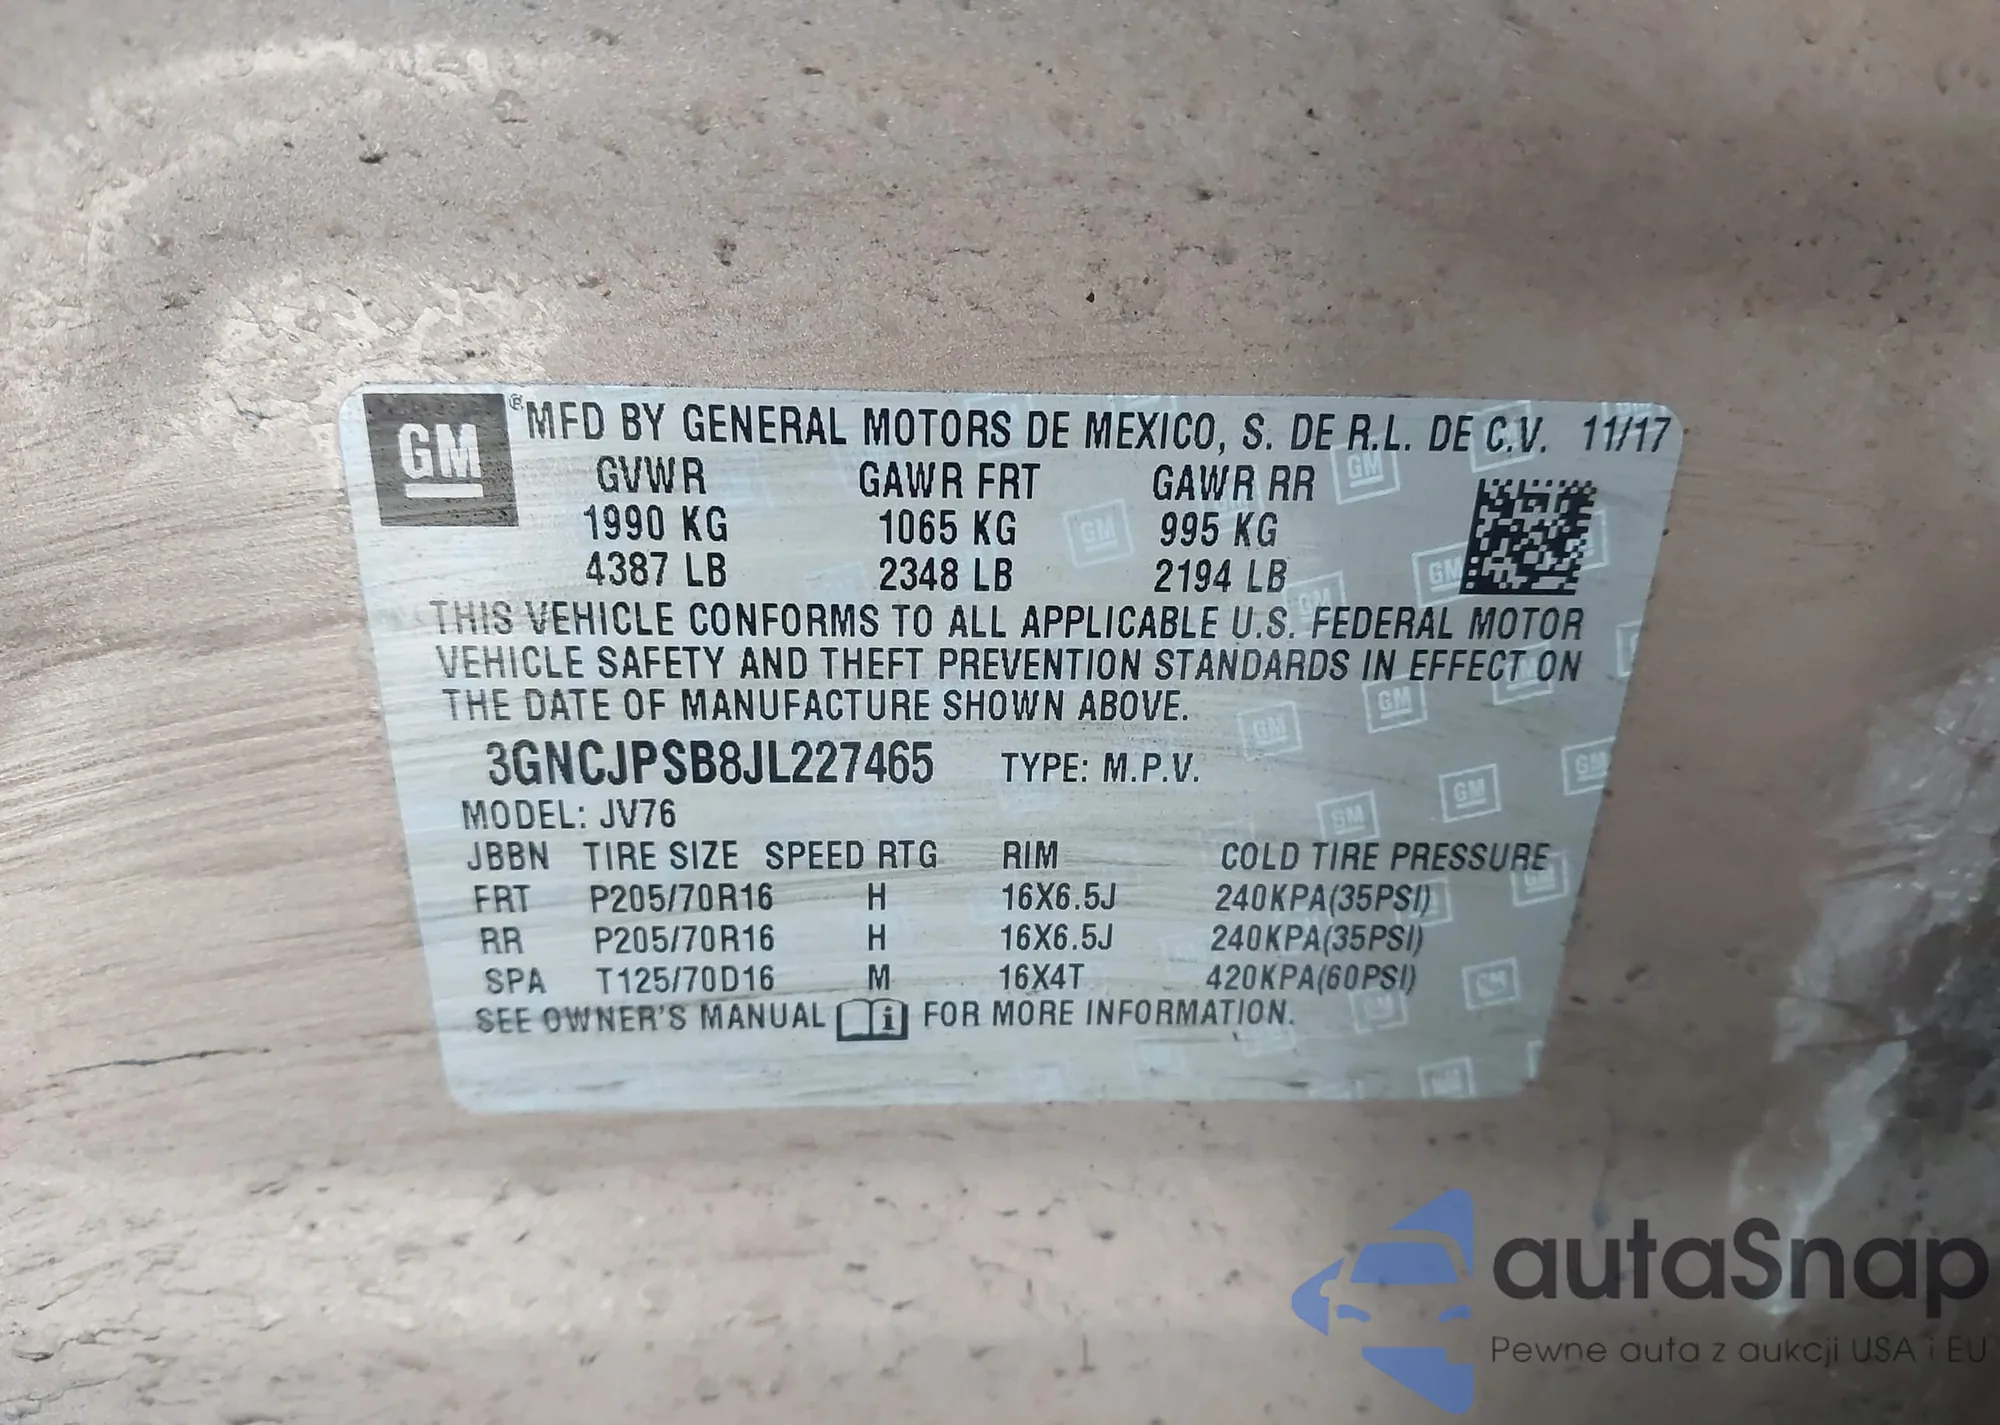 GM ® MFD BY GENERAL MOTORS DE MEXICO, S. DE R.L. DE C.V. 11/17
GVWR GAWR FRT GAWR RR
1990 KG 1065 KG 995 KG
4387 LB 2348 LB 2194 LB
THIS VEHICLE CONFORMS TO ALL APPLICABLE U.S. FEDERAL MOTOR
VEHICLE SAFETY AND THEFT PREVENTION STANDARDS IN EFFECT ON
THE DATE OF MANUFACTURE SHOWN ABOVE.
3GNCJPSB8JL227465 TYPE: M.P.V.
MODEL: JV76
JBBN TIRE SIZE SPEED RTG RIM COLD TIRE PRESSURE
FRT P205/70R16 H 16X6.5J 240KPA(35PSI)
RR P205/70R16 H 16X6.5J 240KPA(35PSI)
SPA T125/70D16 M 16X4T 420KPA(60PSI)
SEE OWNER'S MANUAL i FOR MORE INFORMATION.
autaSnap
Pewne auta z aukcji USA i EU